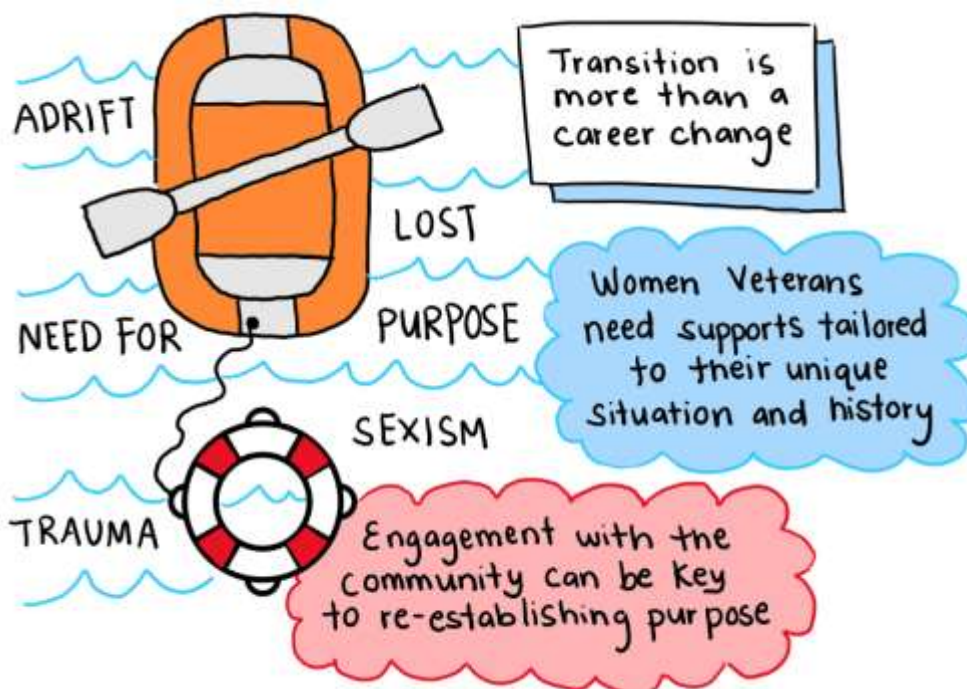 ADRIFT
LOST
NEED FOR PURPOSE
SEXISM
TRAUMA
Transition is
more than a
career change
Women Veterans
need supports tailored
to their unique
situation and history
Engagement with the
community can be key
to re-establishing purpose